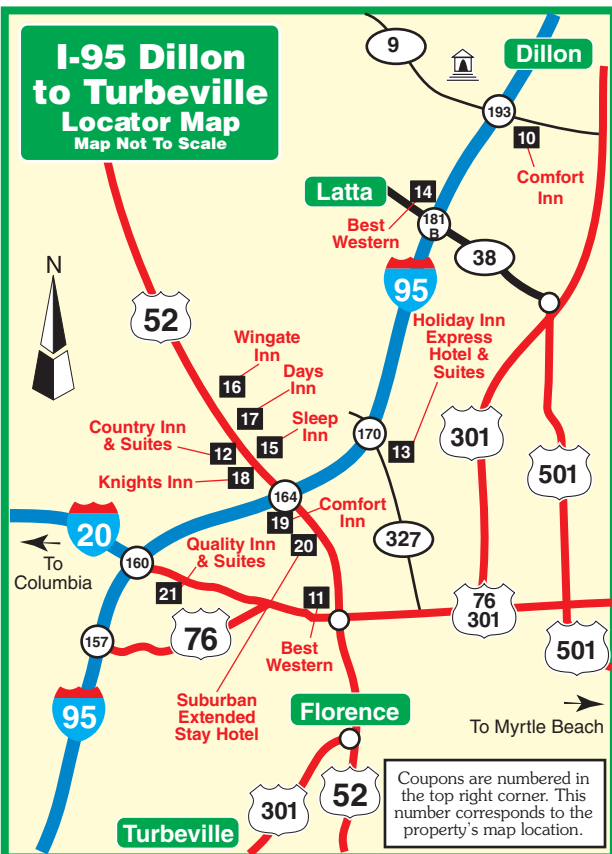 I-95 Dillon
to Turbeville
Locator Map
Map Not To Scale
9
Dillon
193
10
Comfort
Inn
Latta
14
Best
Western
181
B
38
95
N
52
Holiday Inn
Express
Hotel &
Suites
Wingate
Inn
16
Days
Inn
17
Sleep
Inn
15
Country Inn
& Suites
12
Knights Inn
18
170
13
301
501
164
19
Comfort
Inn
20
327
20
To
Columbia
160
Quality Inn
& Suites
21
11
76
301
157
76
Best
Western
501
95
Suburban
Extended
Stay Hotel
Florence
To Myrtle Beach
301
52
Turbeville
Coupons are numbered in
the top right corner. This
number corresponds to the
property's map location.